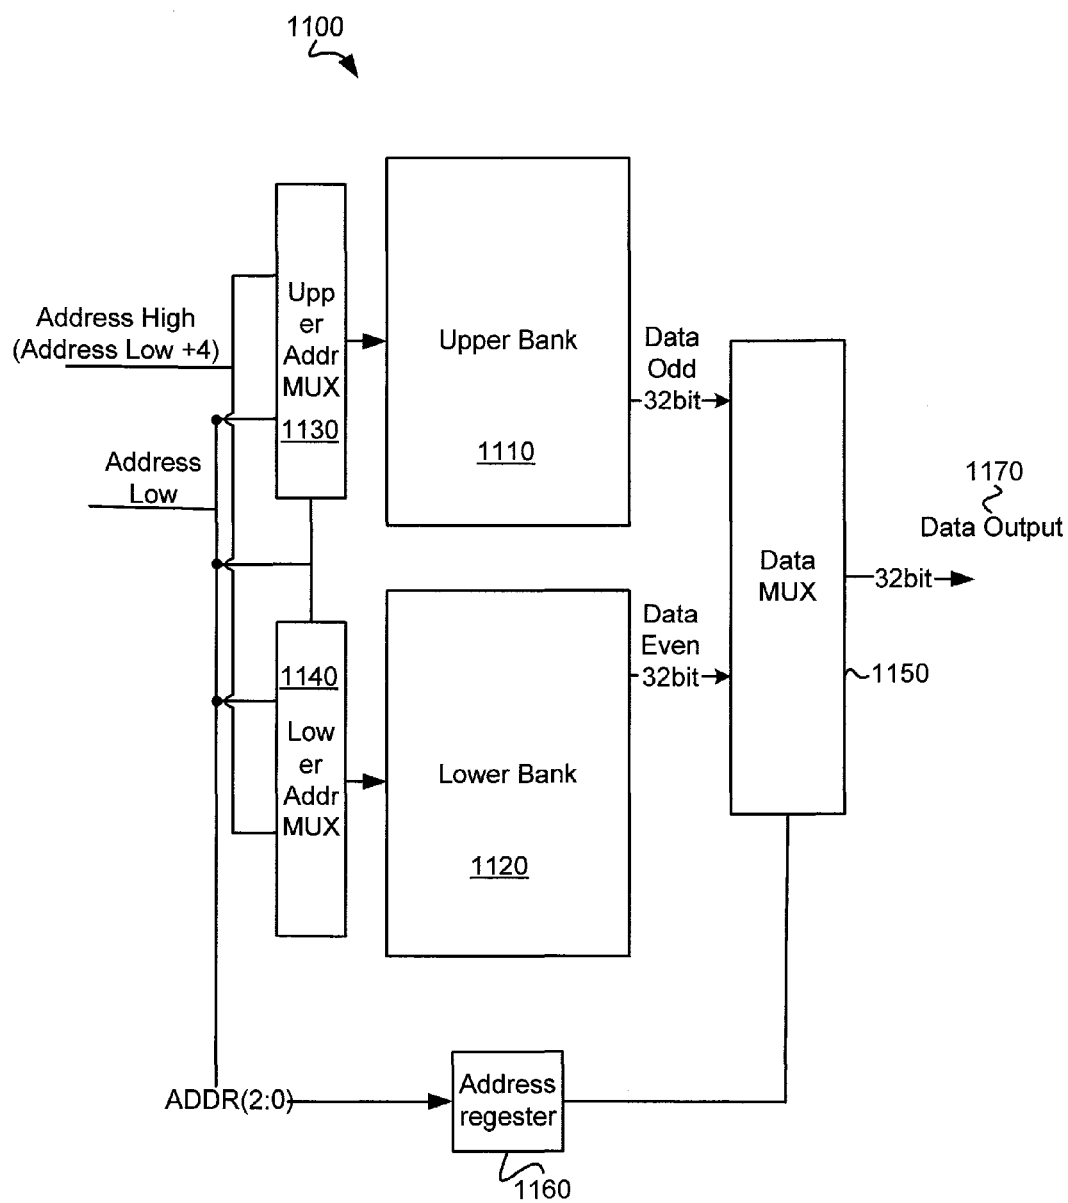 1100
Address High
(Address Low +4)
Address
Low
Upp
er
Addr
MUX
1130
Upper Bank
1110
Data
Odd
32bit
1170
Data Output
Data
MUX
32bit
1150
1140
Low
er
Addr
MUX
Lower Bank
1120
Data
Even
32bit
ADDR(2:0)
Address
regester
1160